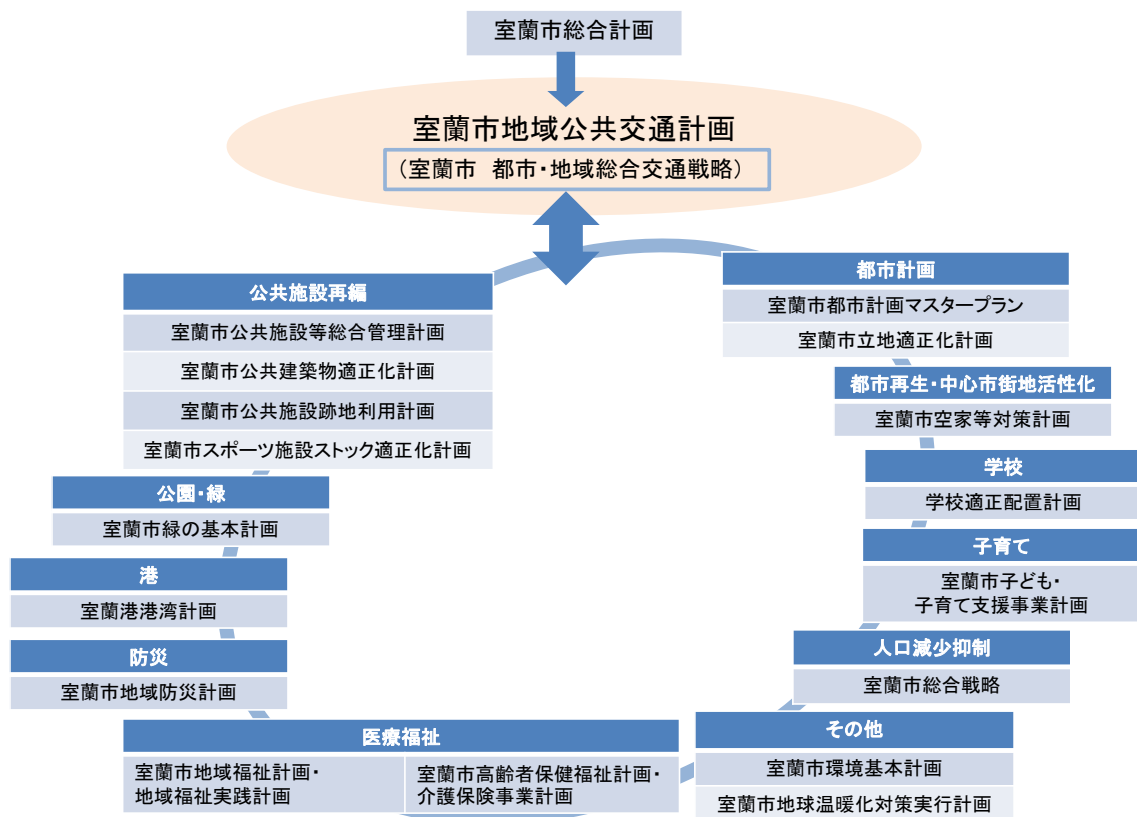 室蘭市総合計画
室蘭市地域公共交通計画
（室蘭市　都市・地域総合交通戦略）
公共施設再編
室蘭市公共施設等総合管理計画
室蘭市公共建築物適正化計画
室蘭市公共施設跡地利用計画
室蘭市スポーツ施設ストック適正化計画
都市計画
室蘭市都市計画マスタープラン
室蘭市立地適正化計画
都市再生・中心市街地活性化
室蘭市空家等対策計画
学校
学校適正配置計画
公園・緑
室蘭市緑の基本計画
子育て
室蘭市子ども・
子育て支援事業計画
港
室蘭港港湾計画
防災
室蘭市地域防災計画
人口減少抑制
室蘭市総合戦略
医療福祉
室蘭市地域福祉計画・
地域福祉実践計画
室蘭市高齢者保健福祉計画・
介護保険事業計画
その他
室蘭市環境基本計画
室蘭市地球温暖化対策実行計画